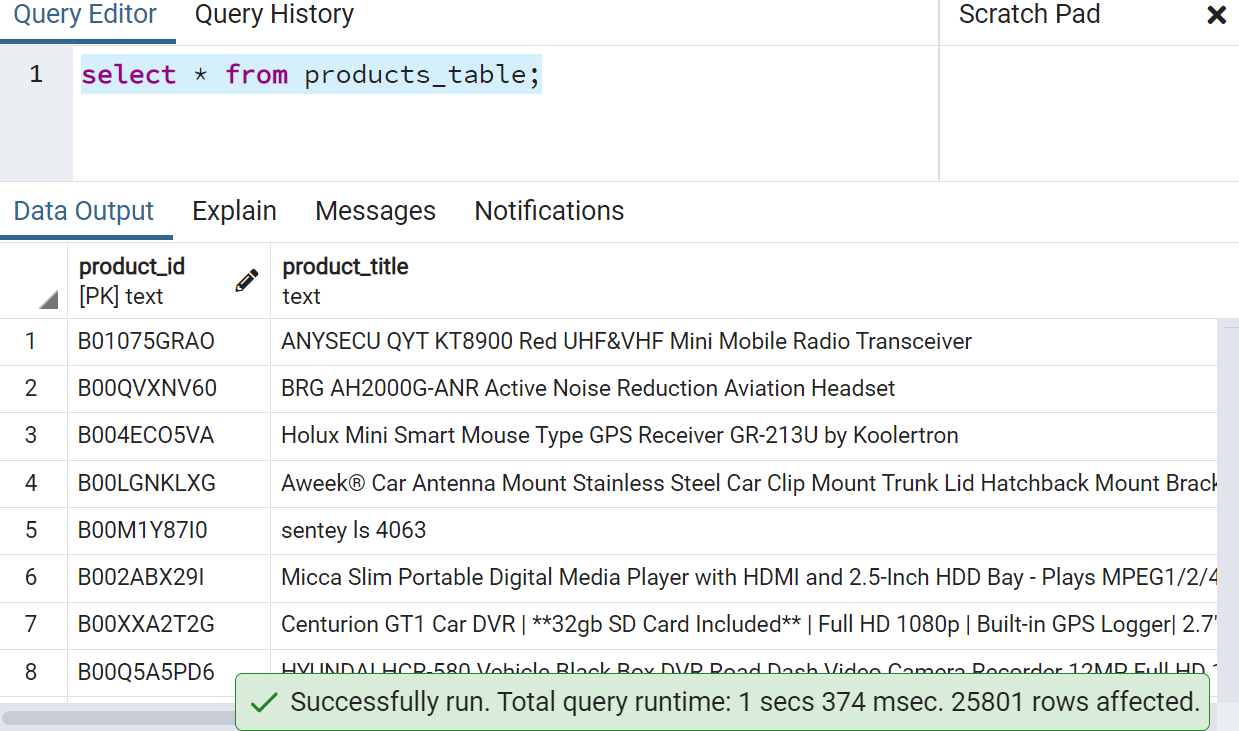 Query Editor Query History Scratch Pad
1 select * from products_table;
Data Output Explain Messages Notifications
product_id product_title
[PK] text text
1 B01075GRAO ANYSECU QYT KT8900 Red UHF&VHF Mini Mobile Radio Transceiver
2 B00QVXNV60 BRG AH2000G-ANR Active Noise Reduction Aviation Headset
3 B004ECO5VA Holux Mini Smart Mouse Type GPS Receiver GR-213U by Koolertron
4 B00LGNKLXG Aweek® Car Antenna Mount Stainless Steel Car Clip Mount Trunk Lid Hatchback Mount Brack
5 B00M1Y87I0 sentey ls 4063
6 B002ABX29I Micca Slim Portable Digital Media Player with HDMI and 2.5-Inch HDD Bay - Plays MPEG1/2/4
7 B00XXA2T2G Centurion GT1 Car DVR | **32gb SD Card Included** | Full HD 1080p | Built-in GPS Logger| 2.7"
8 B00Q5A5PD6 HYUNDAI HCR-580 Vehicle Black Box DVR Road Dash Video Camera Recorder 12MP Full HD
Successfully run. Total query runtime: 1 secs 374 msec. 25801 rows affected.